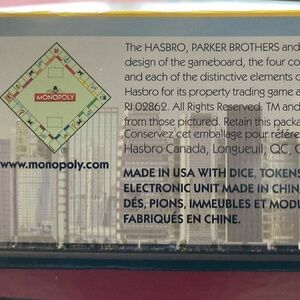 The HASBRO, PARKER BROTHERS and
design of the gameboard, the four co
and each of the distinctive elements o
Hasbro for its property trading game a
RI 02862. All Rights Reserved. TM and
from those pictured. Retain this packa
Conservez cet emballage pour référe
Hasbro Canada, Longueuil, QC, C
MONOPOLY
www.monopoly.com
MADE IN USA WITH DICE, TOKENS
ELECTRONIC UNIT MADE IN CHIN
DÉS, PIONS, IMMEUBLES ET MODU
FABRIQUÉS EN CHINE.